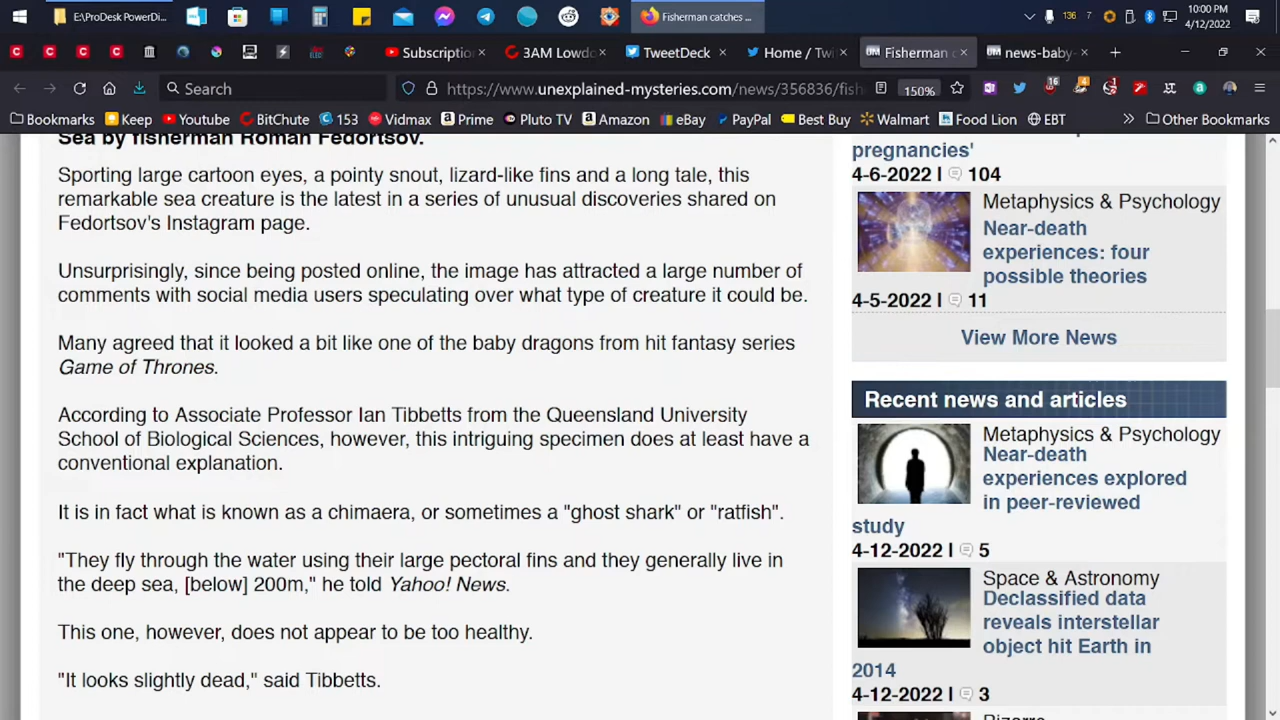 E:\ProDesk PowerDi...
Fisherman catches ...
136
7
10:00 PM
4/12/2022
Subscription
3AM Lowdo
TweetDeck
Home / Twi
Fisherman c
news-baby-
Search
https://www.unexplained-mysteries.com/news/356836/fish
150%
16
4
Bookmarks
Keep
Youtube
BitChute
153
Vidmax
Prime
Pluto TV
Amazon
eBay
PayPal
Best Buy
Walmart
Food Lion
EBT
Other Bookmarks
Sea by fisherman Roman Fedortsov.
Sporting large cartoon eyes, a pointy snout, lizard-like fins and a long tale, this
remarkable sea creature is the latest in a series of unusual discoveries shared on
Fedortsov's Instagram page.
Unsurprisingly, since being posted online, the image has attracted a large number of
comments with social media users speculating over what type of creature it could be.
Many agreed that it looked a bit like one of the baby dragons from hit fantasy series
Game of Thrones.
According to Associate Professor Ian Tibbetts from the Queensland University
School of Biological Sciences, however, this intriguing specimen does at least have a
conventional explanation.
It is in fact what is known as a chimaera, or sometimes a "ghost shark" or "ratfish".
"They fly through the water using their large pectoral fins and they generally live in
the deep sea, [below] 200m," he told Yahoo! News.
This one, however, does not appear to be too healthy.
"It looks slightly dead," said Tibbetts.
pregnancies'
4-6-2022 | 104
Metaphysics & Psychology
Near-death
experiences: four
possible theories
4-5-2022 | 11
View More News
Recent news and articles
Metaphysics & Psychology
Near-death
experiences explored
in peer-reviewed
study
4-12-2022 | 5
Space & Astronomy
Declassified data
reveals interstellar
object hit Earth in
2014
4-12-2022 | 3